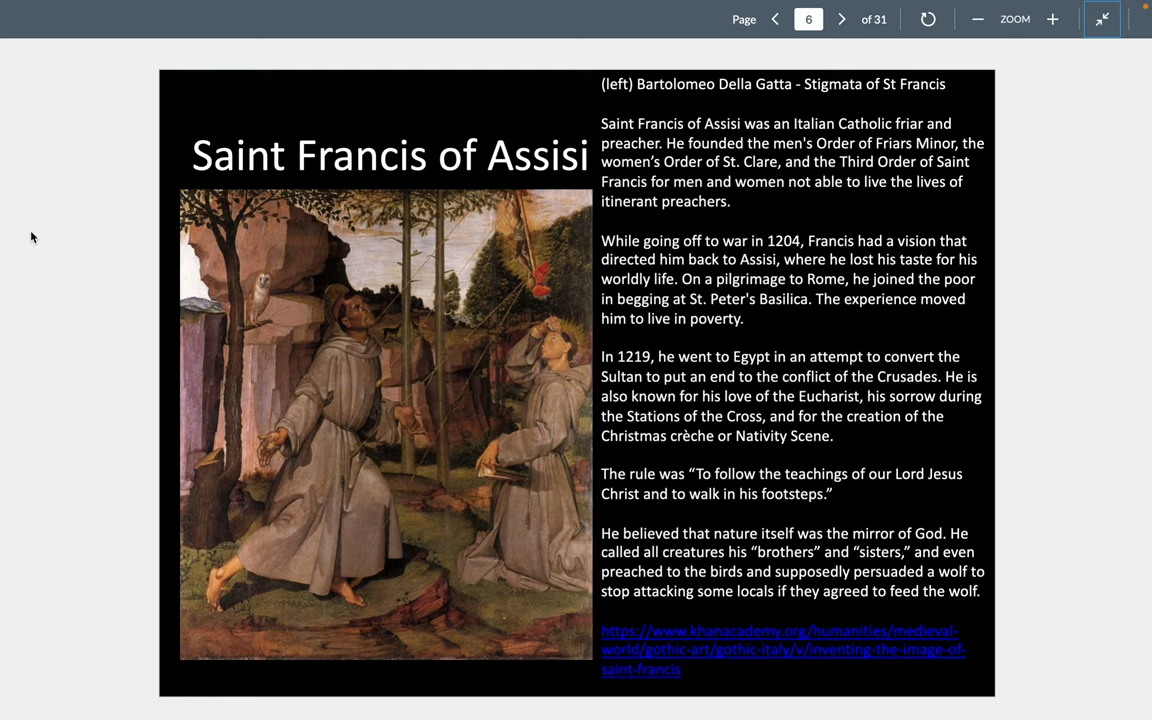 Page 6 of 31 ZOOM
(left) Bartolomeo Della Gatta - Stigmata of St Francis
Saint Francis of Assisi
Saint Francis of Assisi was an Italian Catholic friar and
preacher. He founded the men's Order of Friars Minor, the
women’s Order of St. Clare, and the Third Order of Saint
Francis for men and women not able to live the lives of
itinerant preachers.
While going off to war in 1204, Francis had a vision that
directed him back to Assisi, where he lost his taste for his
worldly life. On a pilgrimage to Rome, he joined the poor
in begging at St. Peter's Basilica. The experience moved
him to live in poverty.
In 1219, he went to Egypt in an attempt to convert the
Sultan to put an end to the conflict of the Crusades. He is
also known for his love of the Eucharist, his sorrow during
the Stations of the Cross, and for the creation of the
Christmas crèche or Nativity Scene.
The rule was “To follow the teachings of our Lord Jesus
Christ and to walk in his footsteps.”
He believed that nature itself was the mirror of God. He
called all creatures his “brothers” and “sisters,” and even
preached to the birds and supposedly persuaded a wolf to
stop attacking some locals if they agreed to feed the wolf.
https://www.khanacademy.org/humanities/medieval-
world/gothic-art/gothic-italy/v/inventing-the-image-of-
saint-francis